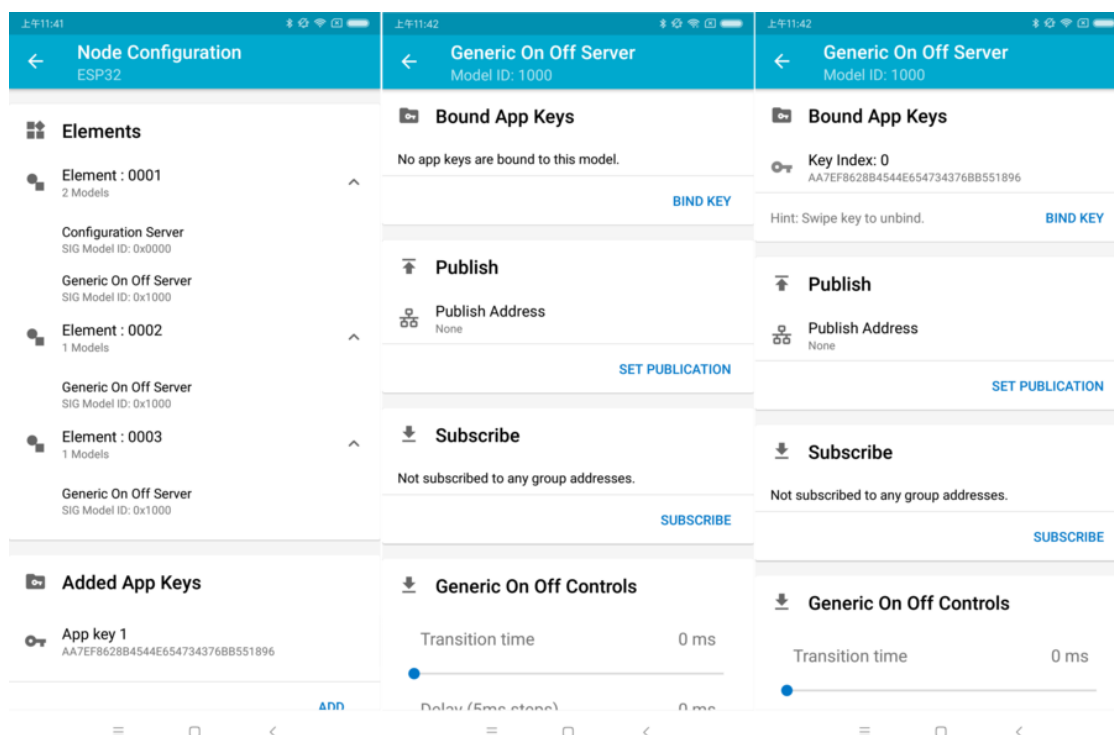 上午11:41
Node Configuration
ESP32
Elements
Element : 0001
2 Models
Configuration Server
SIG Model ID: 0x0000
Generic On Off Server
SIG Model ID: 0x1000
Element : 0002
1 Models
Generic On Off Server
SIG Model ID: 0x1000
Element : 0003
1 Models
Generic On Off Server
SIG Model ID: 0x1000
Added App Keys
App key 1
AA7EF8628B4544E654734376BB551896
ADD
上午11:42
Generic On Off Server
Model ID: 1000
Bound App Keys
No app keys are bound to this model.
BIND KEY
Publish
Publish Address
None
SET PUBLICATION
Subscribe
Not subscribed to any group addresses.
SUBSCRIBE
Generic On Off Controls
Transition time 0 ms
Delay (5ms steps) 0 ms
上午11:42
Generic On Off Server
Model ID: 1000
Bound App Keys
Key Index: 0
AA7EF8628B4544E654734376BB551896
Hint: Swipe key to unbind. BIND KEY
Publish
Publish Address
None
SET PUBLICATION
Subscribe
Not subscribed to any group addresses.
SUBSCRIBE
Generic On Off Controls
Transition time 0 ms